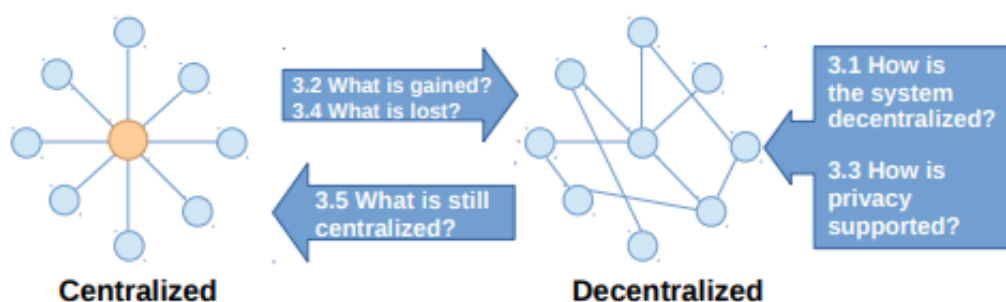 3.2 What is gained?
3.4 What is lost?
3.5 What is still
centralized?
3.1 How is
the system
decentralized?
3.3 How is
privacy
supported?
Centralized
Decentralized